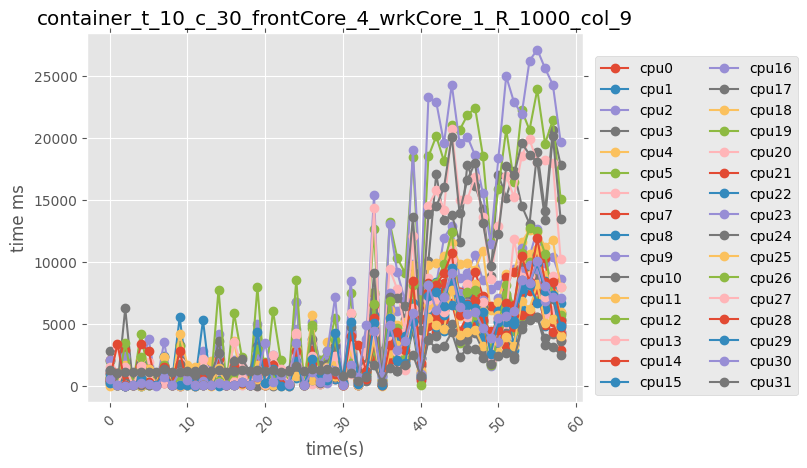 container_t_10_c_30_frontCore_4_wrkCore_1_R_1000_col_9
time ms
25000
20000
15000
10000
5000
0
0
10
20
30
40
50
60
time(s)
cpu0
cpu1
cpu2
cpu3
cpu4
cpu5
cpu6
cpu7
cpu8
cpu9
cpu10
cpu11
cpu12
cpu13
cpu14
cpu15
cpu16
cpu17
cpu18
cpu19
cpu20
cpu21
cpu22
cpu23
cpu24
cpu25
cpu26
cpu27
cpu28
cpu29
cpu30
cpu31